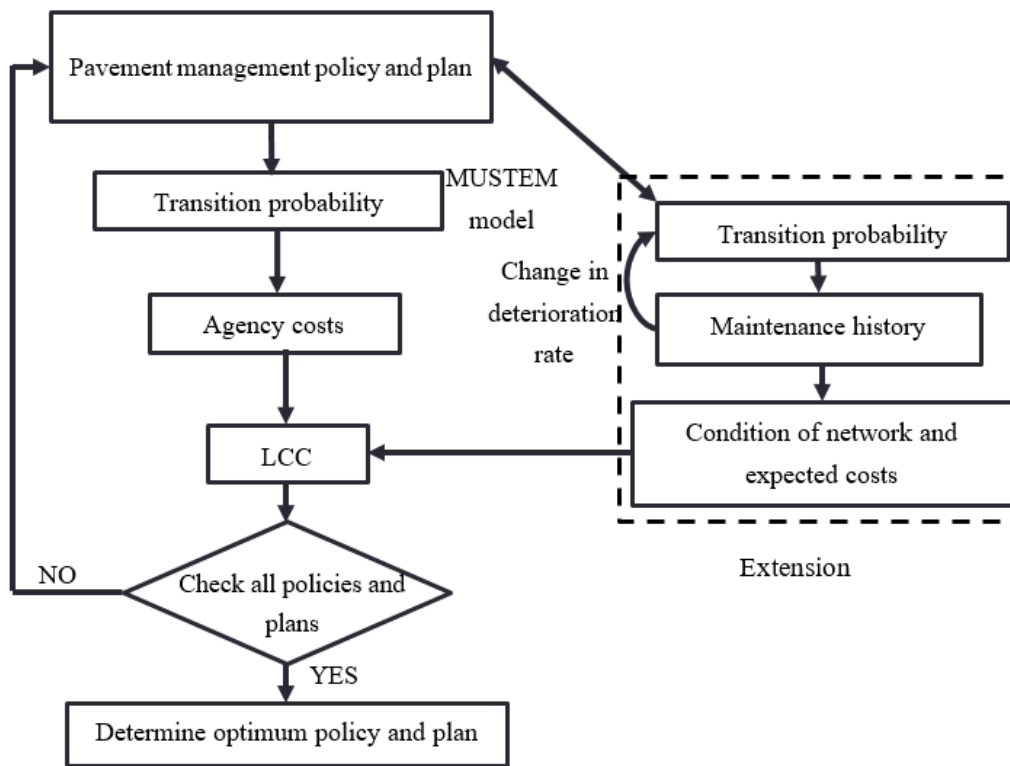 Pavement management policy and plan
Transition probability
MUSTEM
model
Agency costs
LCC
Check all policies and
plans
NO
YES
Determine optimum policy and plan
Transition probability
Change in
deterioration
rate
Maintenance history
Condition of network and
expected costs
Extension